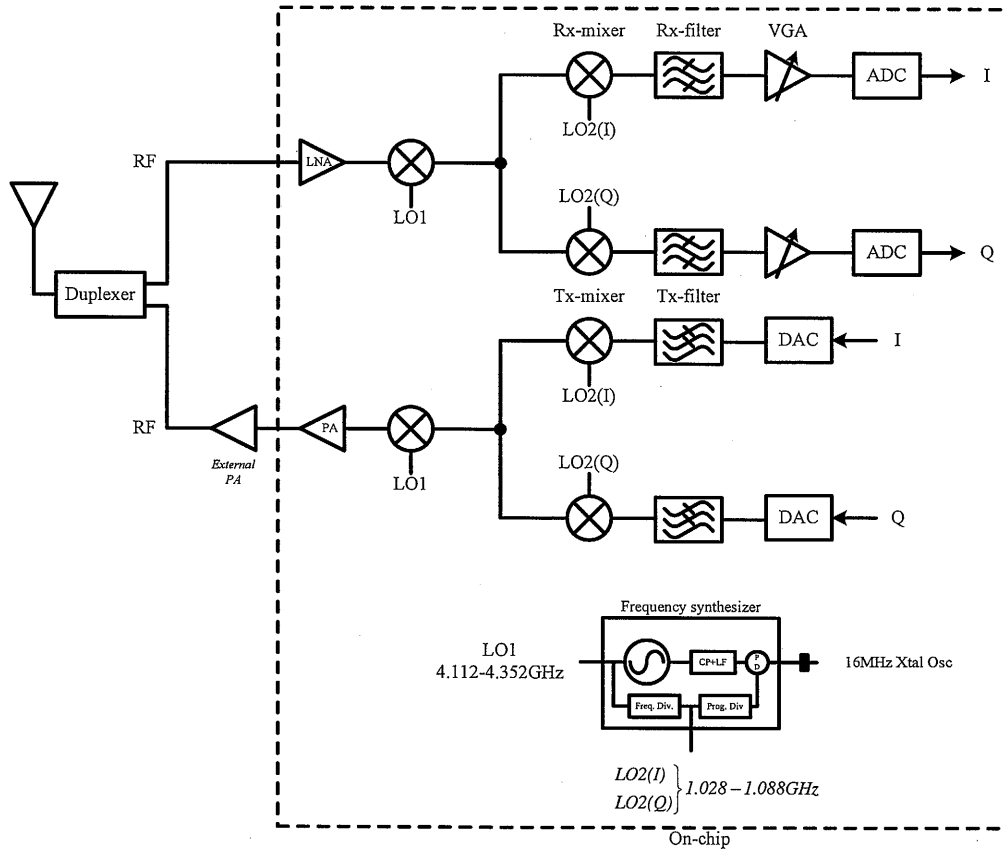 Rx-mixer Rx-filter VGA
ADC I
LO2(I)
RF LNA
LO1
LO2(Q)
ADC Q
Duplexer
Tx-mixer Tx-filter
DAC I
LO2(I)
RF PA
External
PA
LO1
LO2(Q)
DAC Q
Frequency synthesizer
LO1
4.112-4.352GHz
CP+LF
P
D
16MHz Xtal Osc
Freq. Div. Prog. Div
LO2(I)
LO2(Q)
1.028 – 1.088GHz
On-chip